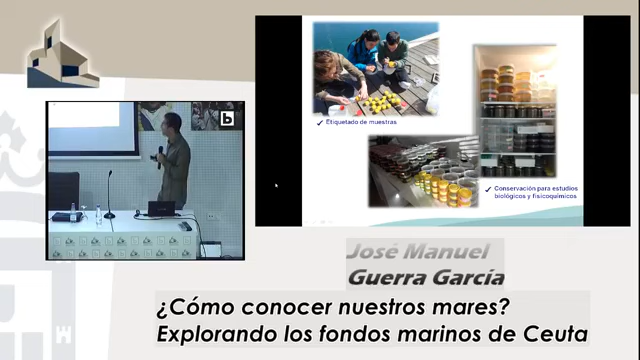 b
✓ Etiquetado de muestras
✓ Conservación para estudios
biológicos y fisicoquímicos
José Manuel
Guerra García
¿Cómo conocer nuestros mares?
Explorando los fondos marinos de Ceuta